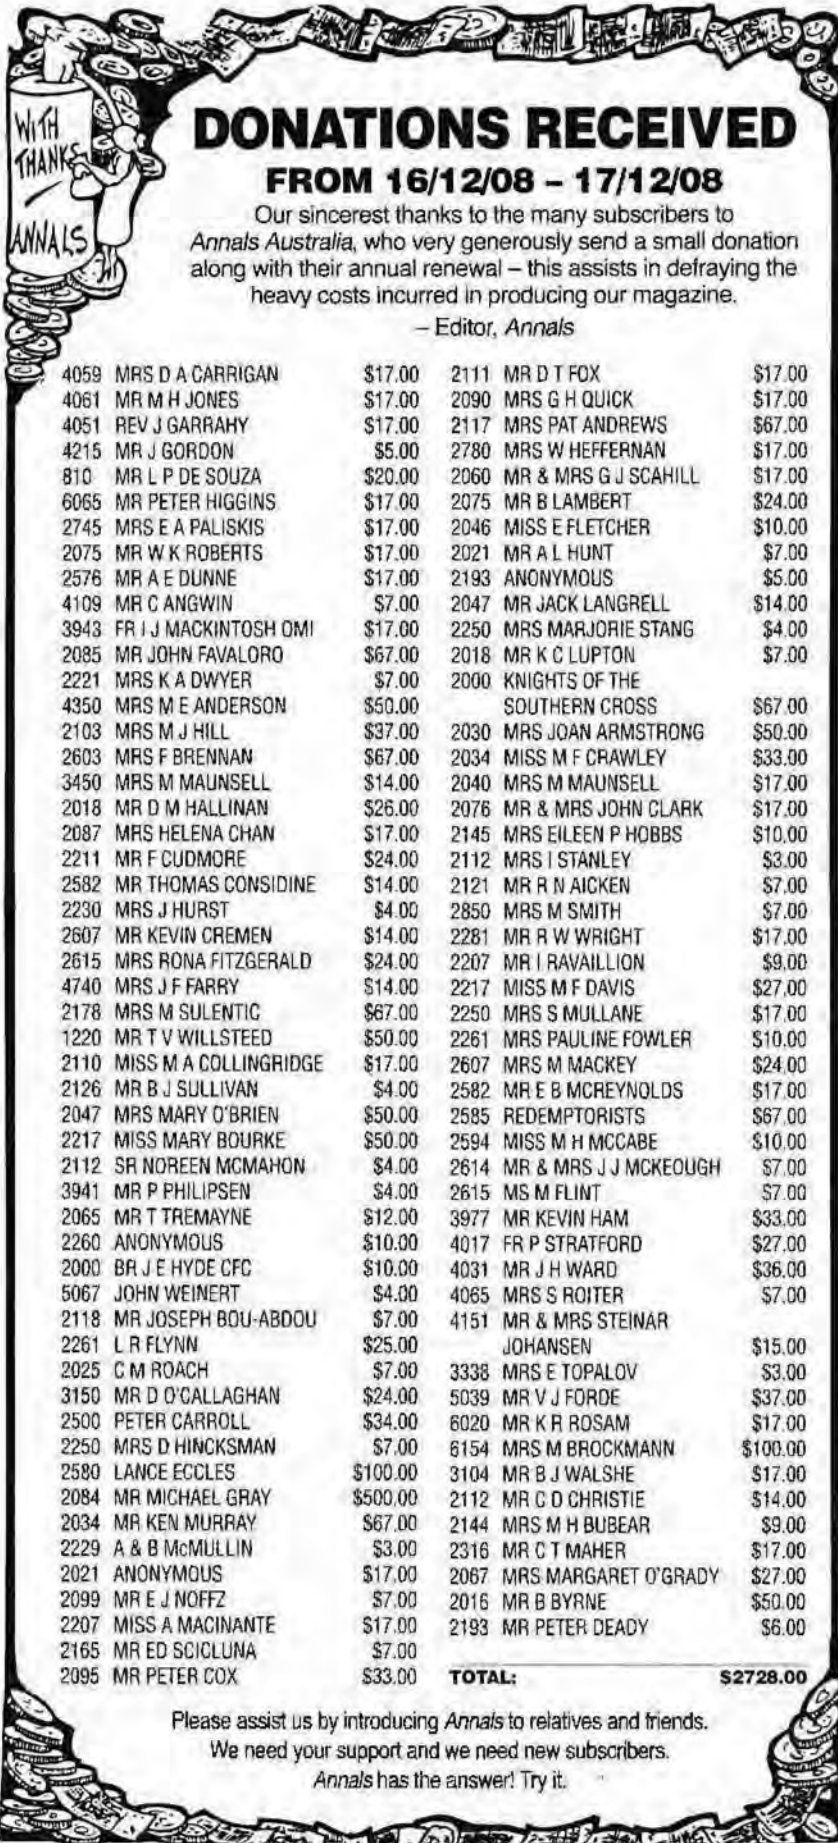 WITH
THANKS
ANNALS
DONATIONS RECEIVED
FROM 16/12/08 – 17/12/08
Our sincerest thanks to the many subscribers to
Annals Australia, who very generously send a small donation
along with their annual renewal – this assists in defraying the
heavy costs incurred in producing our magazine.
– Editor, Annals
4059 MRS D A CARRIGAN $17.00
4061 MR M H JONES $17.00
4051 REV J GARRAHY $17.00
4215 MR J GORDON $5.00
810 MR L P DE SOUZA $20.00
6065 MR PETER HIGGINS $17.00
2745 MRS E A PALISKIS $17.00
2075 MR W K ROBERTS $17.00
2576 MR A E DUNNE $17.00
4109 MR C ANGWIN $7.00
3943 FR I J MACKINTOSH OMI $17.00
2085 MR JOHN FAVALORO $67.00
2221 MRS K A DWYER $7.00
4350 MRS M E ANDERSON $50.00
2103 MRS M J HILL $37.00
2603 MRS F BRENNAN $67.00
3450 MRS M MAUNSELL $14.00
2018 MR D M HALLINAN $26.00
2087 MRS HELENA CHAN $17.00
2211 MR F CUDMORE $24.00
2582 MR THOMAS CONSIDINE $14.00
2230 MRS J HURST $4.00
2607 MR KEVIN CREMEN $14.00
2615 MRS RONA FITZGERALD $24.00
4740 MRS J F FARRY $14.00
2178 MRS M SULENTIC $67.00
1220 MR T V WILLSTEED $50.00
2110 MISS M A COLLINGRIDGE $17.00
2126 MR B J SULLIVAN $4.00
2047 MRS MARY O'BRIEN $50.00
2217 MISS MARY BOURKE $50.00
2112 SR NOREEN MCMAHON $4.00
3941 MR P PHILIPSEN $4.00
2065 MR T TREMAYNE $12.00
2260 ANONYMOUS $10.00
2000 BR J E HYDE CFC $10.00
5067 JOHN WEINERT $4.00
2118 MR JOSEPH BOU-ABDOU $7.00
2261 L R FLYNN $25.00
2025 C M ROACH $7.00
3150 MR D O'CALLAGHAN $24.00
2500 PETER CARROLL $34.00
2250 MRS D HINCKSMAN $7.00
2580 LANCE ECCLES $100.00
2084 MR MICHAEL GRAY $500.00
2034 MR KEN MURRAY $67.00
2229 A & B McMULLIN $3.00
2021 ANONYMOUS $17.00
2099 MR E J NOFFZ $7.00
2207 MISS A MACINANTE $17.00
2165 MR ED SCICLUNA $7.00
2095 MR PETER COX $33.00
2111 MR D T FOX $17.00
2090 MRS G H QUICK $17.00
2117 MRS PAT ANDREWS $67.00
2780 MRS W HEFFERNAN $17.00
2060 MR & MRS G J SCAHILL $17.00
2075 MR B LAMBERT $24.00
2046 MISS E FLETCHER $10.00
2021 MR A L HUNT $7.00
2193 ANONYMOUS $5.00
2047 MR JACK LANGRELL $14.00
2250 MRS MARJORIE STANG $4.00
2018 MR K C LUPTON $7.00
2000 KNIGHTS OF THE
SOUTHERN CROSS $67.00
2030 MRS JOAN ARMSTRONG $50.00
2034 MISS M F CRAWLEY $33.00
2040 MRS M MAUNSELL $17.00
2076 MR & MRS JOHN CLARK $17.00
2145 MRS EILEEN P HOBBS $10.00
2112 MRS I STANLEY $3.00
2121 MR R N AICKEN $7.00
2850 MRS M SMITH $7.00
2281 MR R W WRIGHT $17.00
2207 MR I RAVAILLION $9.00
2217 MISS M F DAVIS $27.00
2250 MRS S MULLANE $17.00
2261 MRS PAULINE FOWLER $10.00
2607 MRS M MACKEY $24.00
2582 MR E B MCREYNOLDS $17.00
2585 REDEMPTORISTS $67.00
2594 MISS M H MCCABE $10.00
2614 MR & MRS J J MCKEOUGH $7.00
2615 MS M FLINT $7.00
3977 MR KEVIN HAM $33.00
4017 FR P STRATFORD $27.00
4031 MR J H WARD $36.00
4065 MRS S ROITER $7.00
4151 MR & MRS STEINAR
JOHANSEN $15.00
3338 MRS E TOPALOV $3.00
5039 MR V J FORDE $37.00
6020 MR K R ROSAM $17.00
6154 MRS M BROCKMANN $100.00
3104 MR B J WALSHE $17.00
2112 MR C D CHRISTIE $14.00
2144 MRS M H BUBEAR $9.00
2316 MR C T MAHER $17.00
2067 MRS MARGARET O'GRADY $27.00
2016 MR B BYRNE $50.00
2193 MR PETER DEADY $6.00
TOTAL: $2728.00
Please assist us by introducing Annals to relatives and friends.
We need your support and we need new subscribers.
Annals has the answer! Try it.